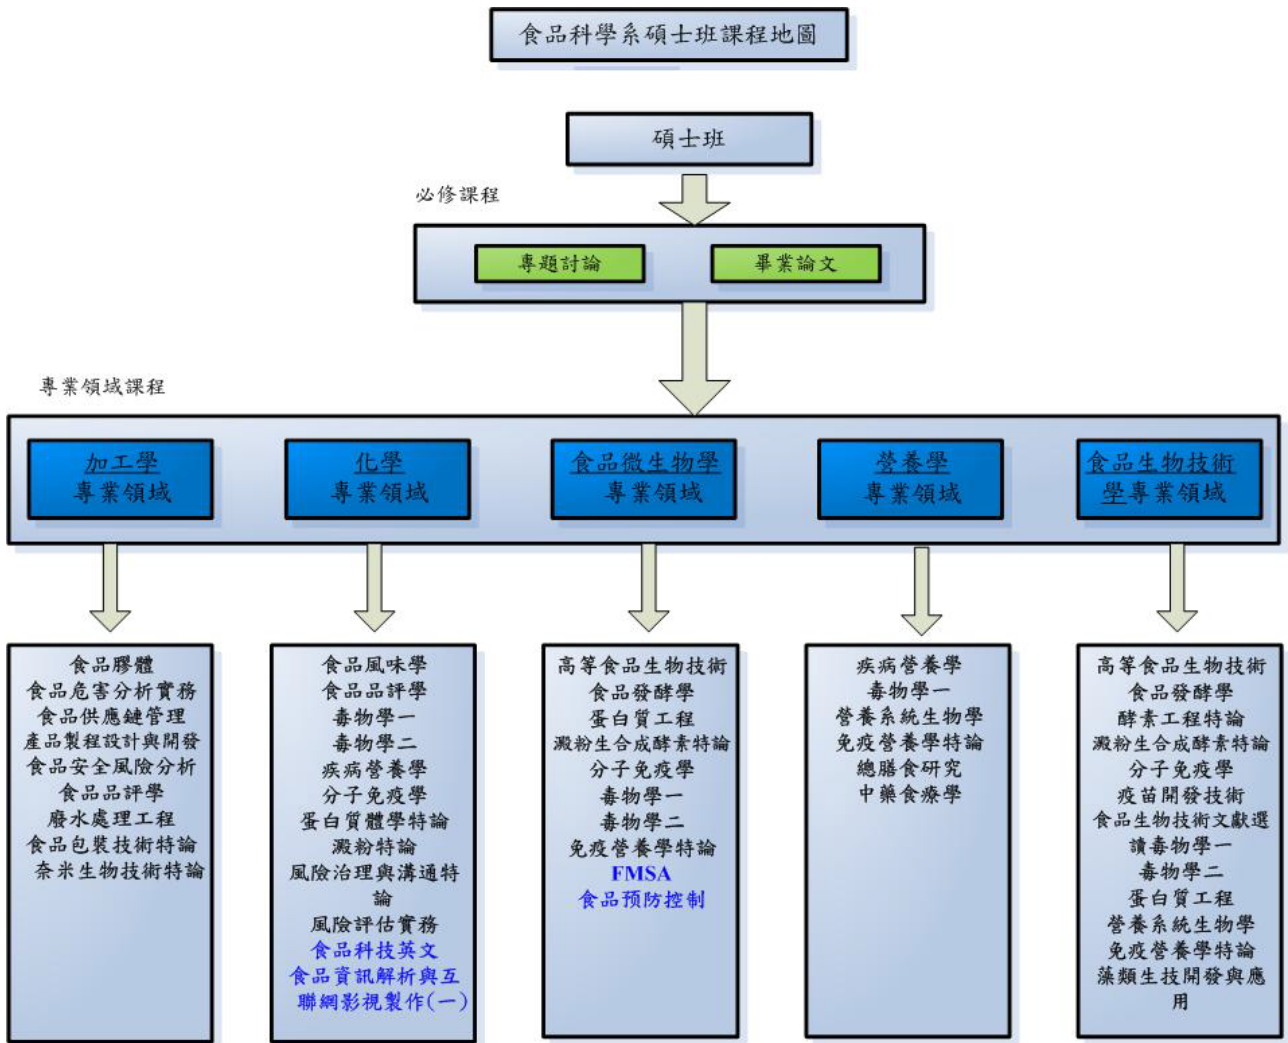 食品科學系碩士班課程地圖
碩士班
必修課程
專題討論
畢業論文
專業領域課程
加工學
專業領域
化學
專業領域
食品微生物學
專業領域
營養學
專業領域
食品生物技術
學專業領域
食品膠體
食品危害分析實務
食品供應鏈管理
產品製程設計與開發
食品安全風險分析
食品品評學
廢水處理工程
食品包裝技術特論
奈米生物技術特論
食品風味學
食品品評學
毒物學一
毒物學二
疾病營養學
分子免疫學
蛋白質體學特論
澱粉特論
風險治理與溝通特
論
風險評估實務
食品科技英文
食品資訊解析與互
聯網影視製作(一)
高等食品生物技術
食品發酵學
蛋白質工程
澱粉生合成酵素特論
分子免疫學
毒物學一
毒物學二
免疫營養學特論
FMSA
食品預防控制
疾病營養學
毒物學一
營養系統生物學
免疫營養學特論
總膳食研究
中藥食療學
高等食品生物技術
食品發酵學
酵素工程特論
澱粉生合成酵素特論
分子免疫學
疫苗開發技術
食品生物技術文獻選
讀毒物學一
毒物學二
蛋白質工程
營養系統生物學
免疫營養學特論
藻類生技開發與應
用